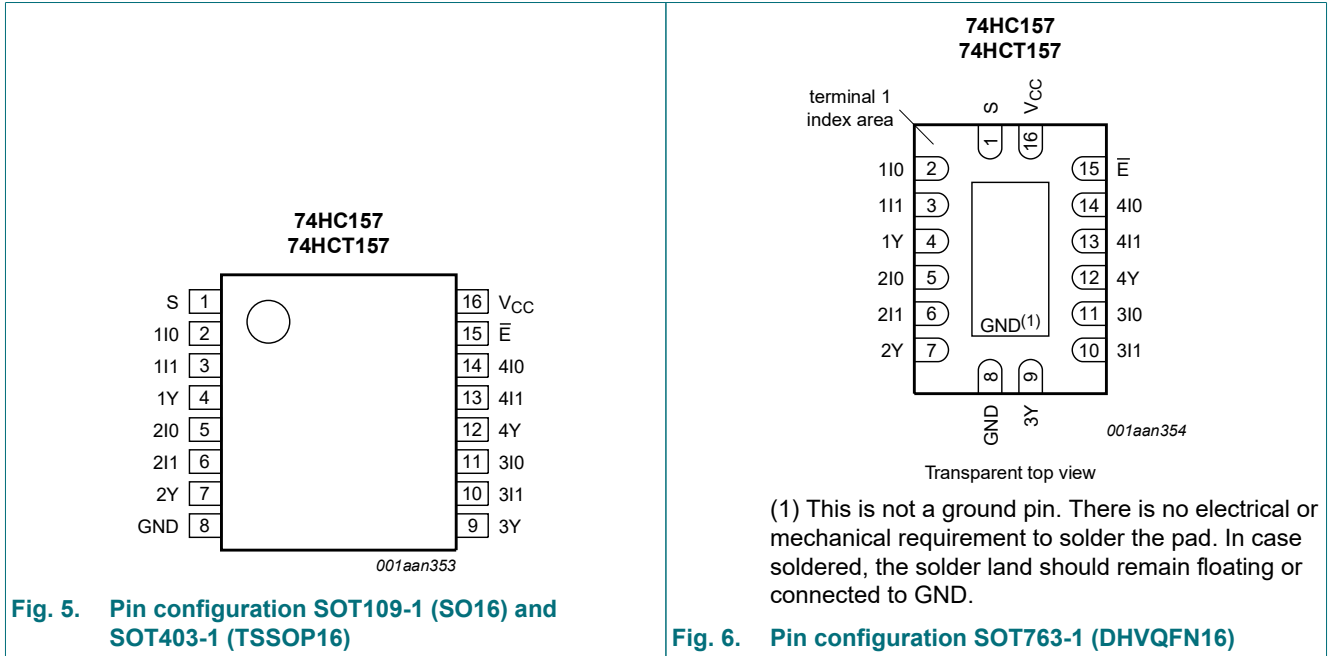 74HC157
74HCT157
S 1
1I0 2
1I1 3
1Y 4
2I0 5
2I1 6
2Y 7
GND 8
16 VCC
15 E̅
14 4I0
13 4I1
12 4Y
11 3I0
10 3I1
9 3Y
001aan353
Fig. 5. Pin configuration SOT109-1 (SO16) and
SOT403-1 (TSSOP16)
74HC157
74HCT157
terminal 1
index area
S
VCC
1
16
1I0 2
1I1 3
1Y 4
2I0 5
2I1 6
2Y 7
15 E̅
14 4I0
13 4I1
12 4Y
11 3I0
10 3I1
GND(1)
8
9
GND
3Y
001aan354
Transparent top view
(1) This is not a ground pin. There is no electrical or
mechanical requirement to solder the pad. In case
soldered, the solder land should remain floating or
connected to GND.
Fig. 6. Pin configuration SOT763-1 (DHVQFN16)